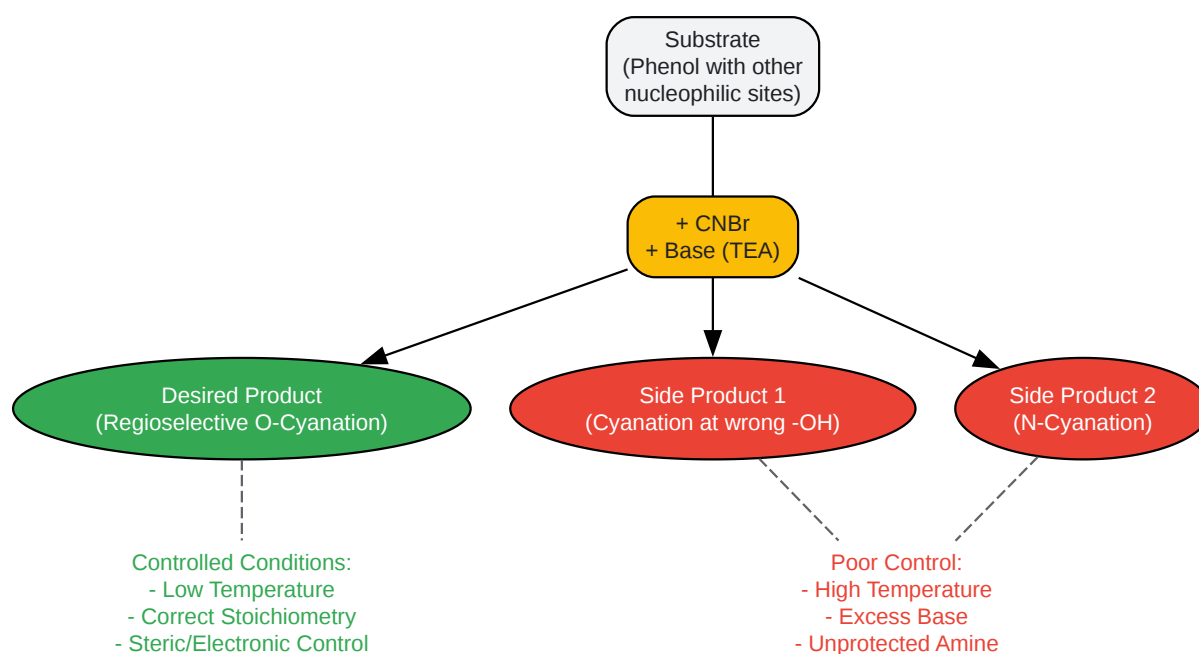 Substrate
(Phenol with other
nucleophilic sites)
+ CNBr
+ Base (TEA)
Desired Product
(Regioselective O-Cyanation)
Side Product 1
(Cyanation at wrong -OH)
Side Product 2
(N-Cyanation)
Controlled Conditions:
- Low Temperature
- Correct Stoichiometry
- Steric/Electronic Control
Poor Control:
- High Temperature
- Excess Base
- Unprotected Amine